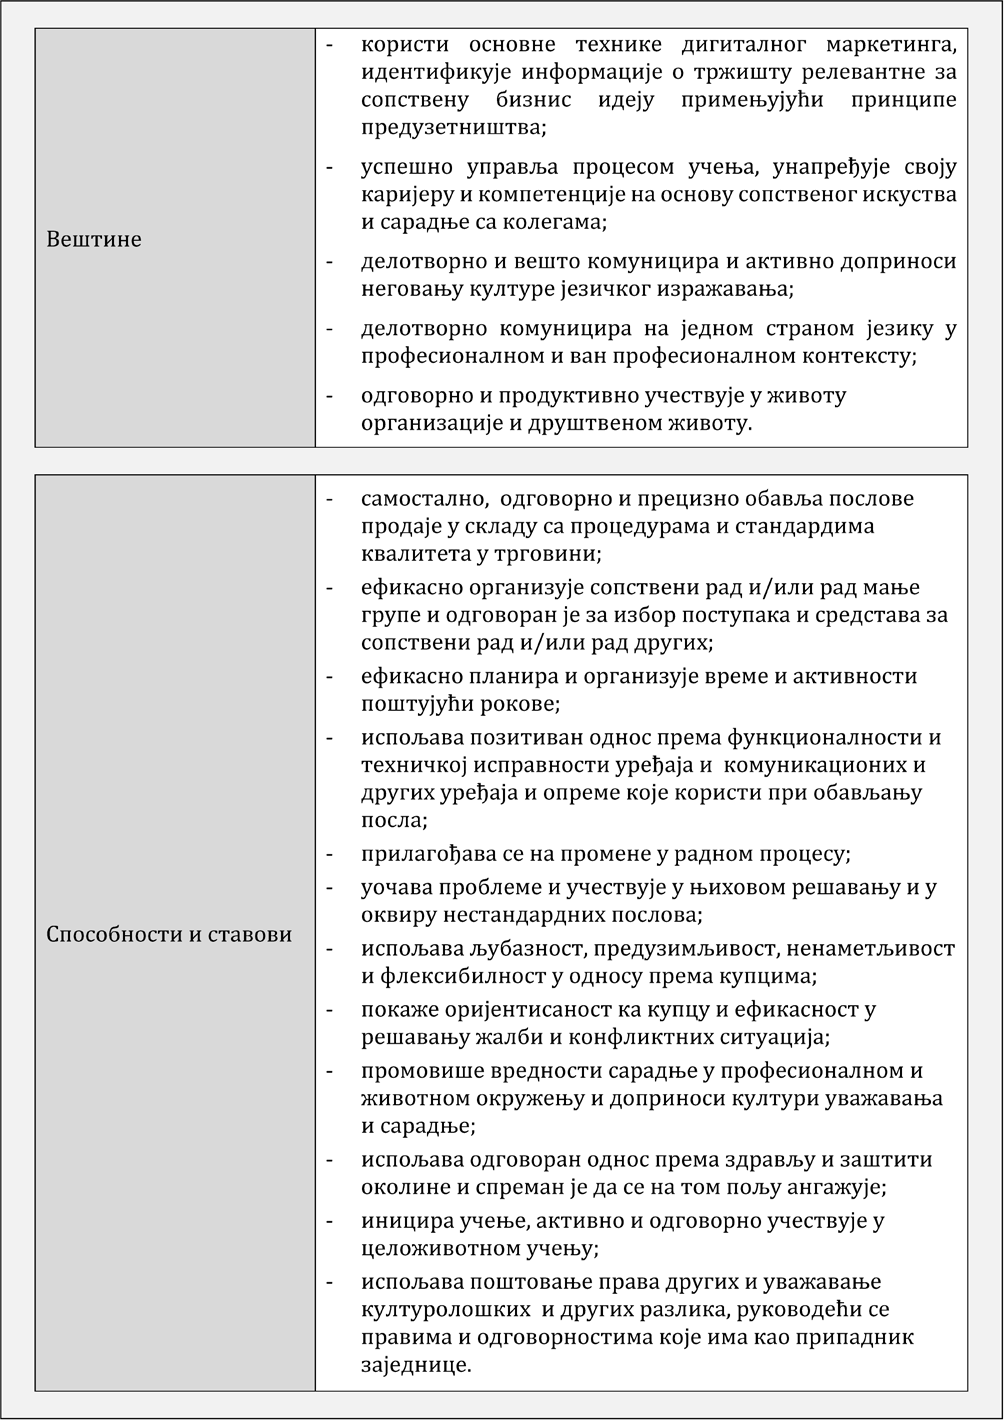 Вештине
- користи основне технике дигиталног маркетинга,
идентификује информације о тржишту релевантне за
сопствену бизнис идеју примењујући принципе
предузетништва;
- успешно управља процесом учења, унапређује своју
каријеру и компетенције на основу сопственог искуства
и сарадње са колегама;
- делотворно и вешто комуницира и активно доприноси
неговању културе језичког изражавања;
- делотворно комуницира на једном страном језику у
професионалном и ван професионалном контексту;
- одговорно и продуктивно учествује у животу
организације и друштвеном животу.
Способности и ставови
- самостално, одговорно и прецизно обавља послове
продаје у складу са процедурама и стандардима
квалитета у трговини;
- ефикасно организује сопствени рад и/или рад мање
групе и одговоран је за избор поступака и средстава за
сопствени рад и/или рад других;
- ефикасно планира и организује време и активности
поштујући рокове;
- испољава позитиван однос према функционалности и
техничкој исправности уређаја и комуникационих и
других уређаја и опреме које користи при обављању
посла;
- прилагођава се на промене у радном процесу;
- уочава проблеме и учествује у њиховом решавању и у
оквиру нестандардних послова;
- испољава љубазност, предузимљивост, ненаметљивост
и флексибилност у односу према купцима;
- покаже оријентисаност ка купцу и ефикасност у
решавању жалби и конфликтних ситуација;
- промовише вредности сарадње у професионалном и
животном окружењу и доприноси култури уважавања
и сарадње;
- испољава одговоран однос према здрављу и заштити
околине и спреман је да се на том пољу ангажује;
- иницира учење, активно и одговорно учествује у
целоживотном учењу;
- испољава поштовање права других и уважавање
културолошких и других разлика, руководећи се
правима и одговорностима које има као припадник
заједнице.